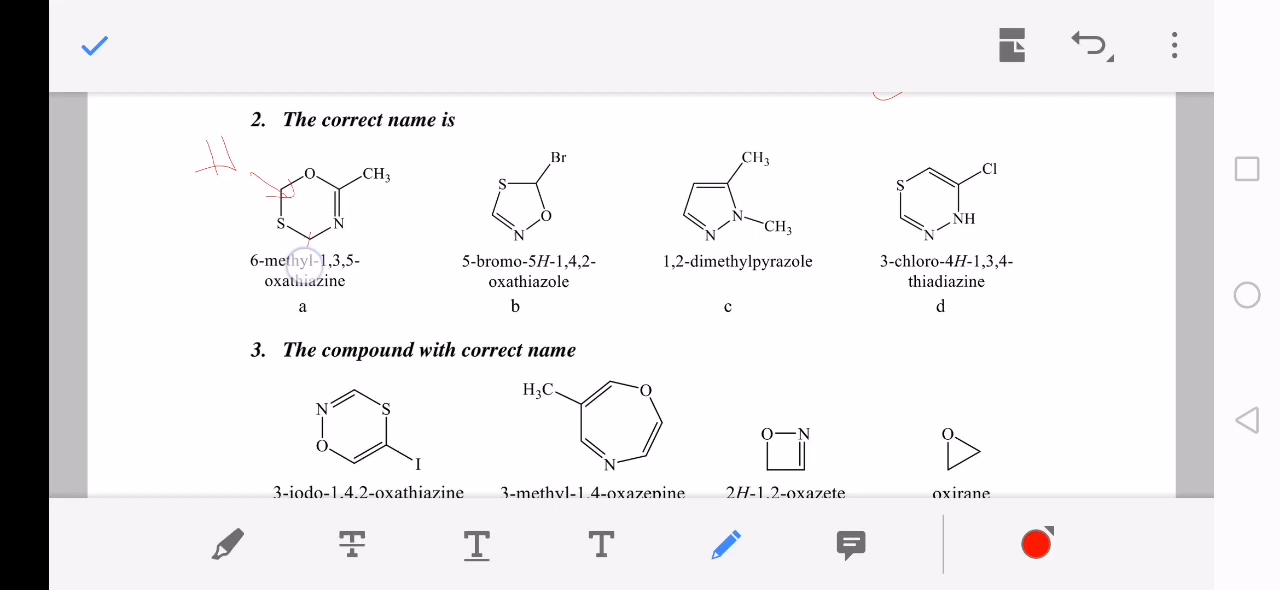 2. The correct name is
O
CH3
S
N
6-methyl-1,3,5-
oxathiazine
a
Br
S
O
N
5-bromo-5H-1,4,2-
oxathiazole
b
CH3
N
N
CH3
1,2-dimethylpyrazole
c
Cl
S
NH
N
3-chloro-4H-1,3,4-
thiadiazine
d
3. The compound with correct name
N
S
O
I
3-iodo-1,4,2-oxathiazine
H3C
O
N
3-methyl-1,4-oxazepine
O N
2H-1,2-oxazete
O
oxirane
T T T